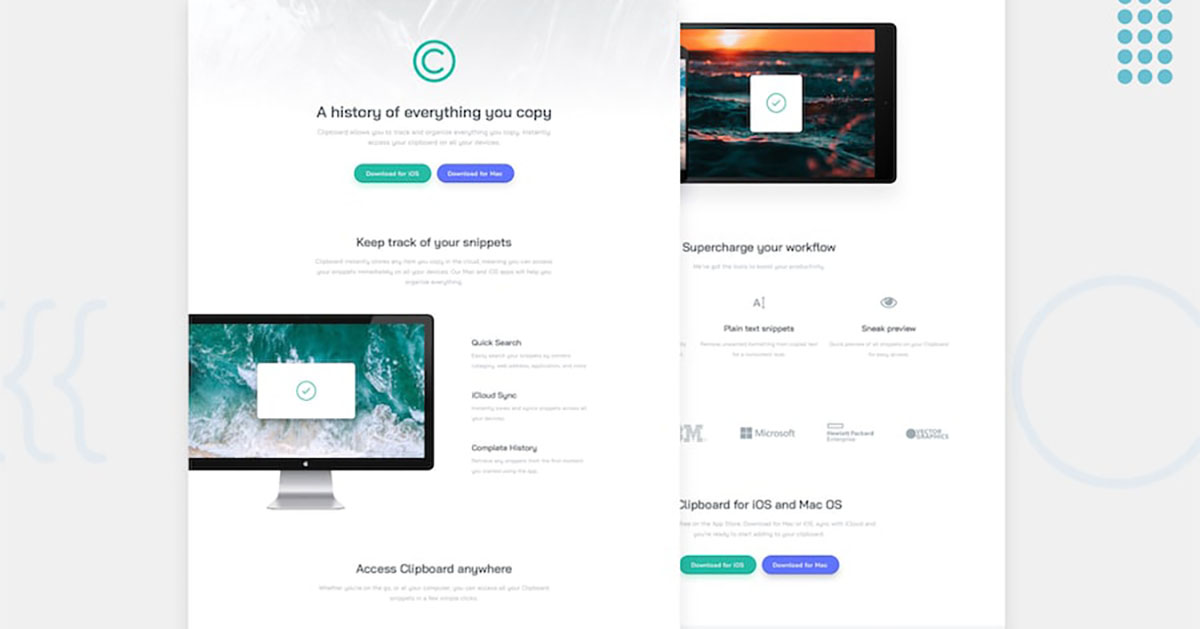 A history of everything you copy
Clipboard allows you to track and organize everything you copy. Instantly
access your clipboard on all your devices.
Download for iOS Download for Mac
Keep track of your snippets
Clipboard instantly stores any item you copy in the cloud, meaning you can access
your snippets immediately on all your devices. Our Mac and iOS apps will help you
organize everything.
Quick Search
Easily search your snippets by content,
category, web address, application, and more.
iCloud Sync
Instantly saves and syncs snippets across all
your devices.
Complete History
Retrieve any snippets from the first moment
you started using the app.
Access Clipboard anywhere
Whether you're on the go, or at your computer, you can access all your Clipboard
snippets in a few simple clicks.
Supercharge your workflow
We've got the tools to boost your productivity.
Plain text snippets
Remove unwanted formatting from copied text
for a consistent look.
Sneak preview
Quick preview of all snippets on your Clipboard
for easy access.
Microsoft
Hewlett Packard
Enterprise
VECTOR
GRAPHICS
Clipboard for iOS and Mac OS
on the App Store. Download for Mac or iOS, sync with iCloud and
you're ready to start adding to your clipboard.
Download for iOS Download for Mac